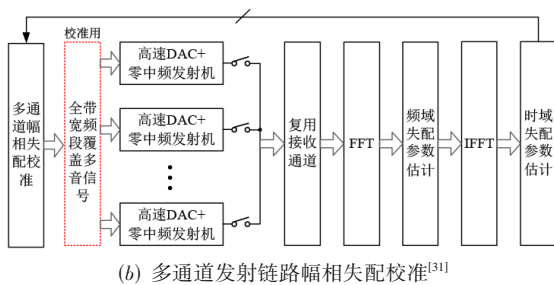 校准用
多通
道幅
相失
配校
准
全带
宽频
段覆
盖多
音信
号
高速DAC+
零中频发射机
高速DAC+
零中频发射机
高速DAC+
零中频发射机
复用
接收
通道
FFT
频域
失配
参数
估计
IFFT
时域
失配
参数
估计
(b) 多通道发射链路幅相失配校准[31]